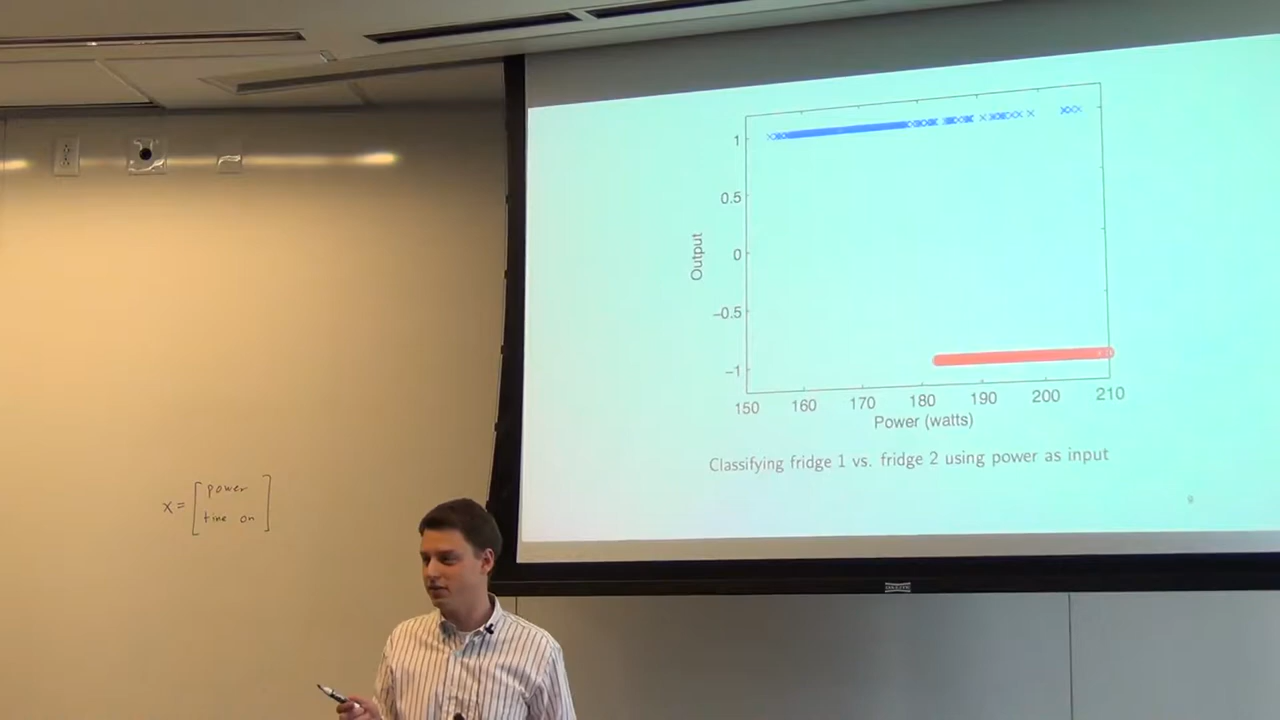 1
0.5
0
−0.5
−1
Output
150 160 170 180 190 200 210
Power (watts)
Classifying fridge 1 vs. fridge 2 using power as input
9
x = [ power
time on ]